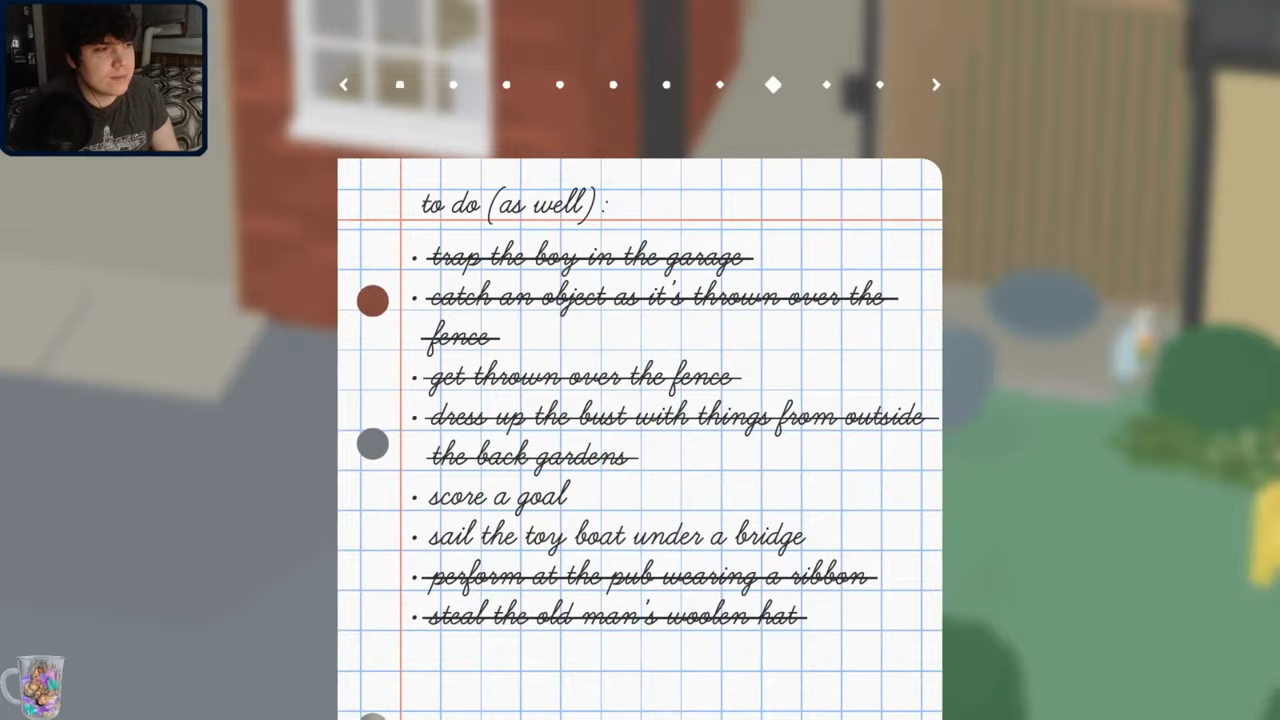 to do (as well):
• trap the boy in the garage
• catch an object as it's thrown over the
fence
• get thrown over the fence
• dress up the bust with things from outside
the back gardens
• score a goal
• sail the toy boat under a bridge
• perform at the pub wearing a ribbon
• steal the old man's woolen hat